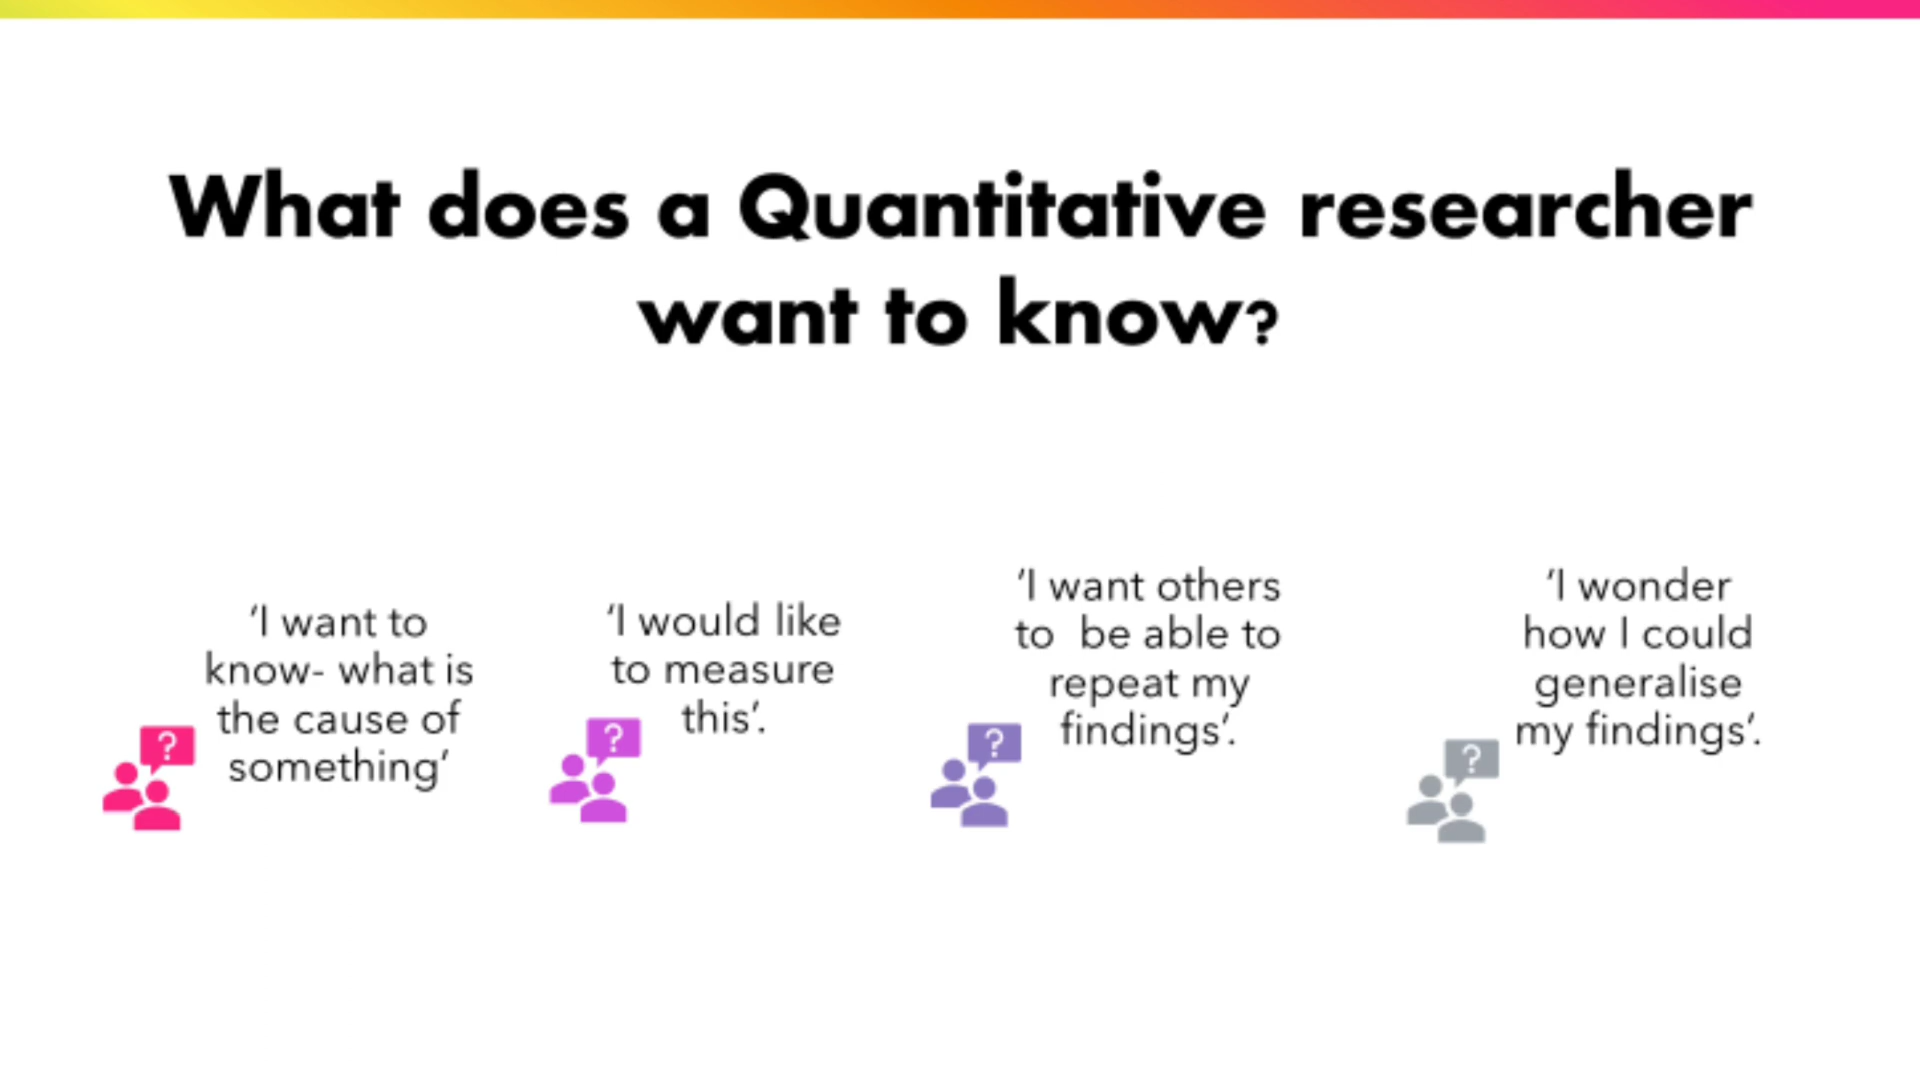 What does a Quantitative researcher
want to know?
‘I want to
know- what is
the cause of
something’
‘I would like
to measure
this’.
‘I want others
to  be able to
repeat my
findings’.
‘I wonder
how I could
generalise
my findings’.
?
?
?
?